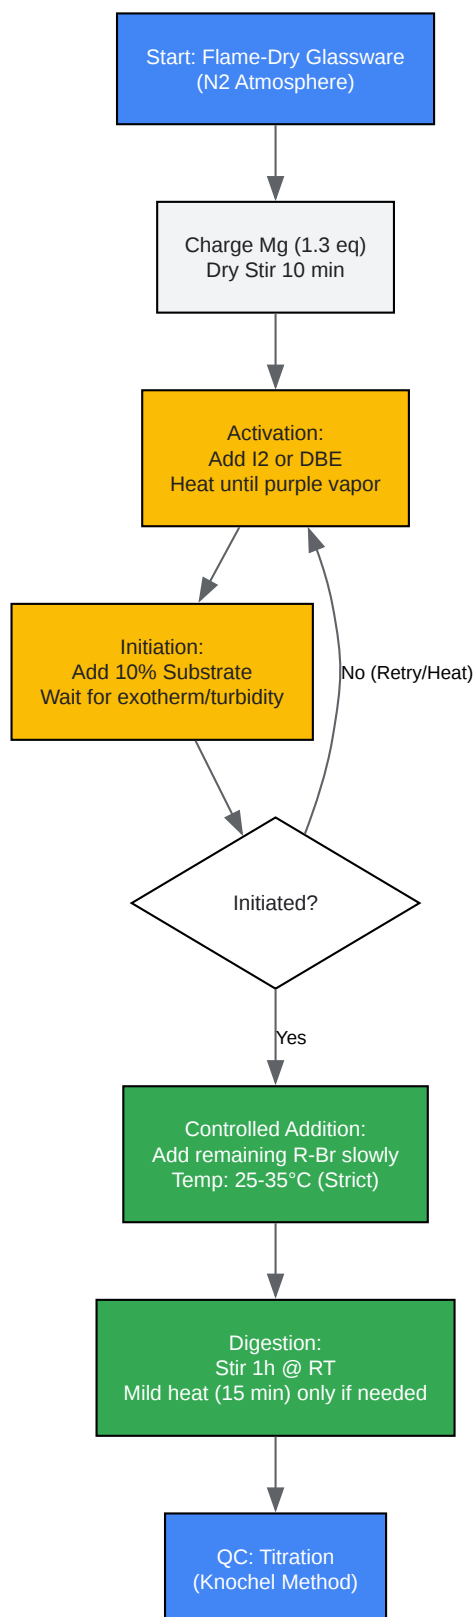 Start: Flame-Dry Glassware
(N2 Atmosphere)
Charge Mg (1.3 eq)
Dry Stir 10 min
Activation:
Add I2 or DBE
Heat until purple vapor
Initiation:
Add 10% Substrate
Wait for exotherm/turbidity
No (Retry/Heat)
Initiated?
Yes
Controlled Addition:
Add remaining R-Br slowly
Temp: 25-35°C (Strict)
Digestion:
Stir 1h @ RT
Mild heat (15 min) only if needed
QC: Titration
(Knochel Method)